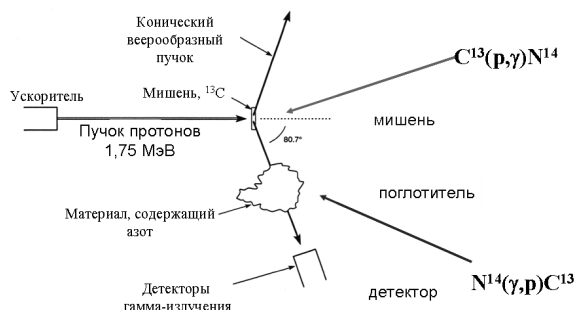 Конический
веерообразный
пучок
C¹³(p,γ)N¹⁴
Ускоритель
Мишень, ¹³C
Пучок протонов
1,75 МэВ
80.7°
мишень
поглотитель
Материал, содержащий
азот
Детекторы
гамма-излучения
детектор
N¹⁴(γ,p)C¹³